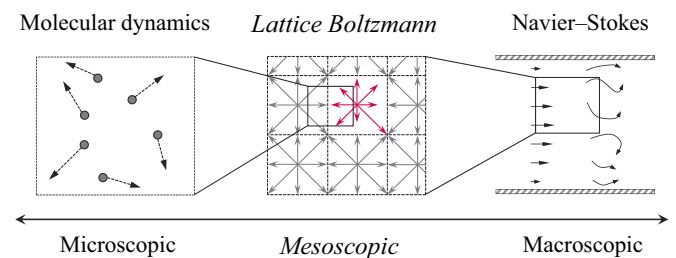 Molecular dynamics Lattice Boltzmann Navier–Stokes
Microscopic Mesoscopic Macroscopic